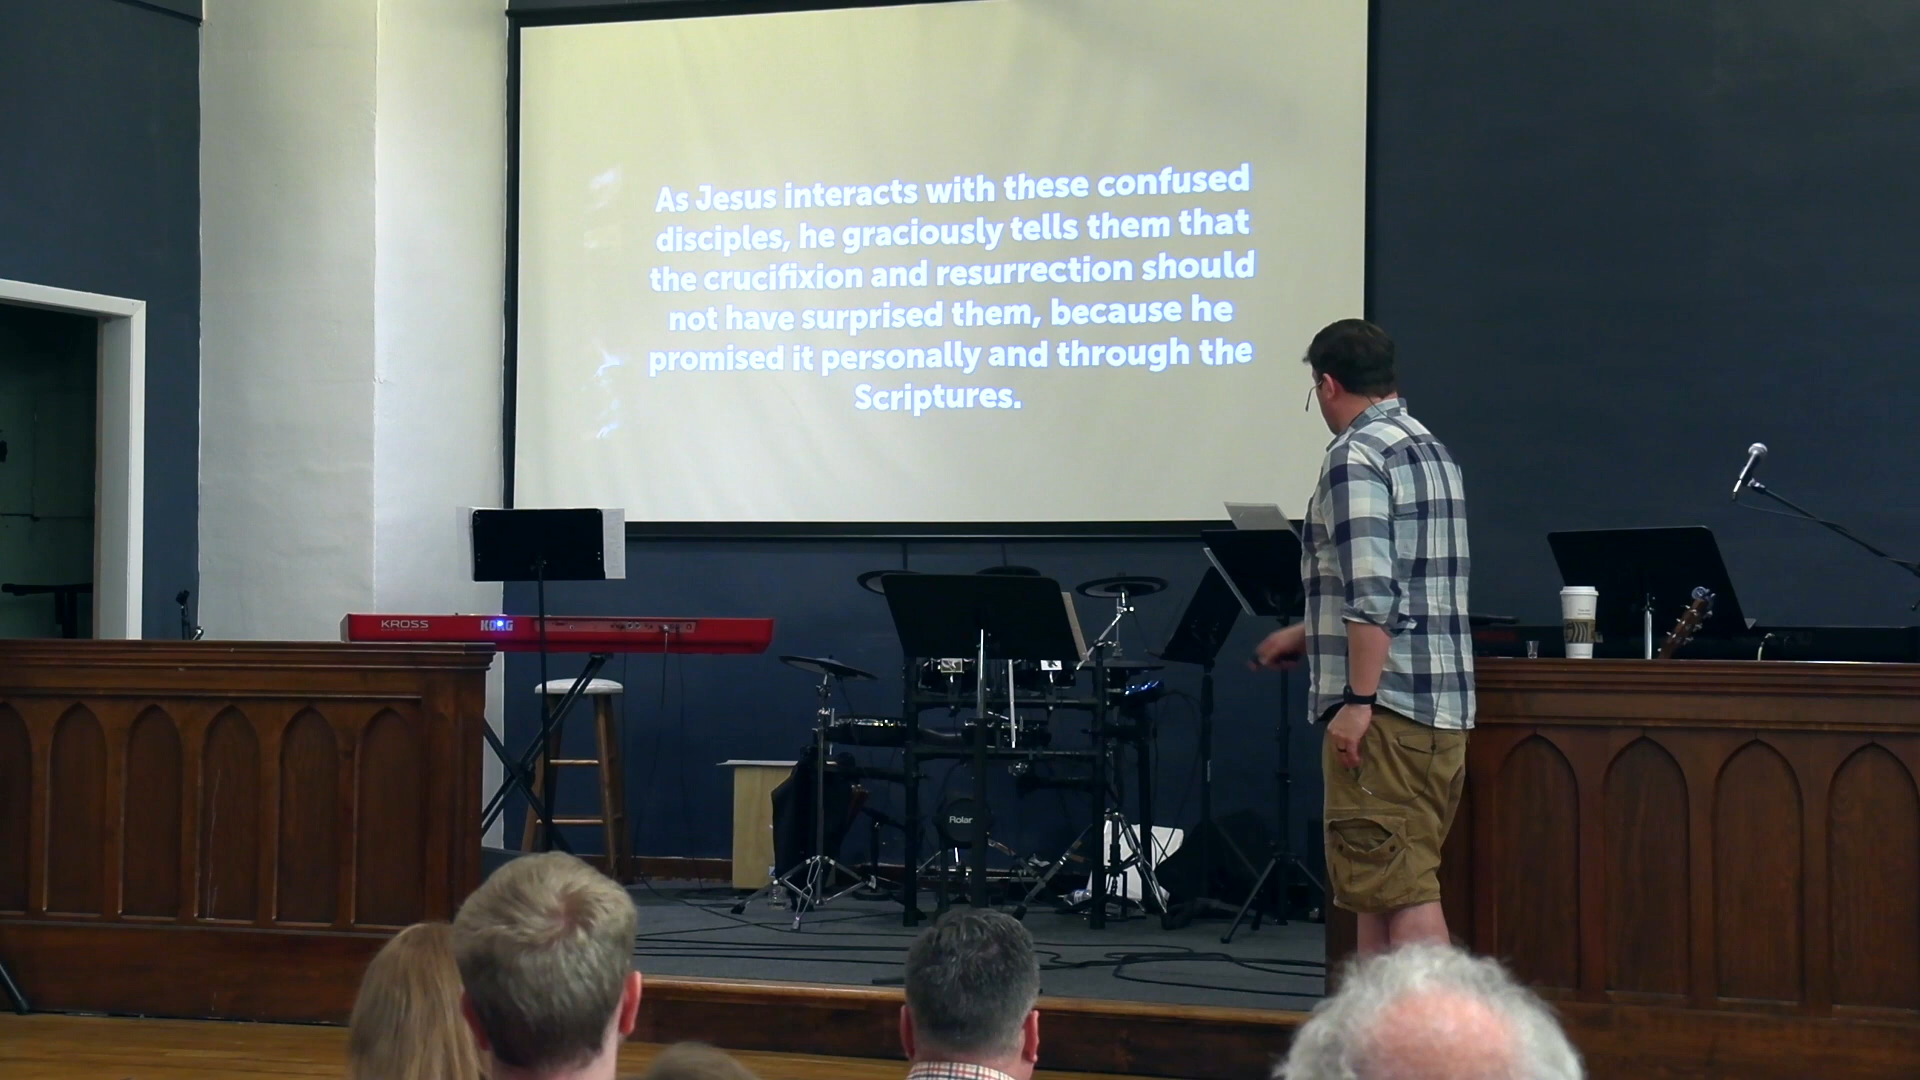 As Jesus interacts with these confused
disciples, he graciously tells them that
the crucifixion and resurrection should
not have surprised them, because he
promised it personally and through the
Scriptures.
KROSS
KORG
Roland